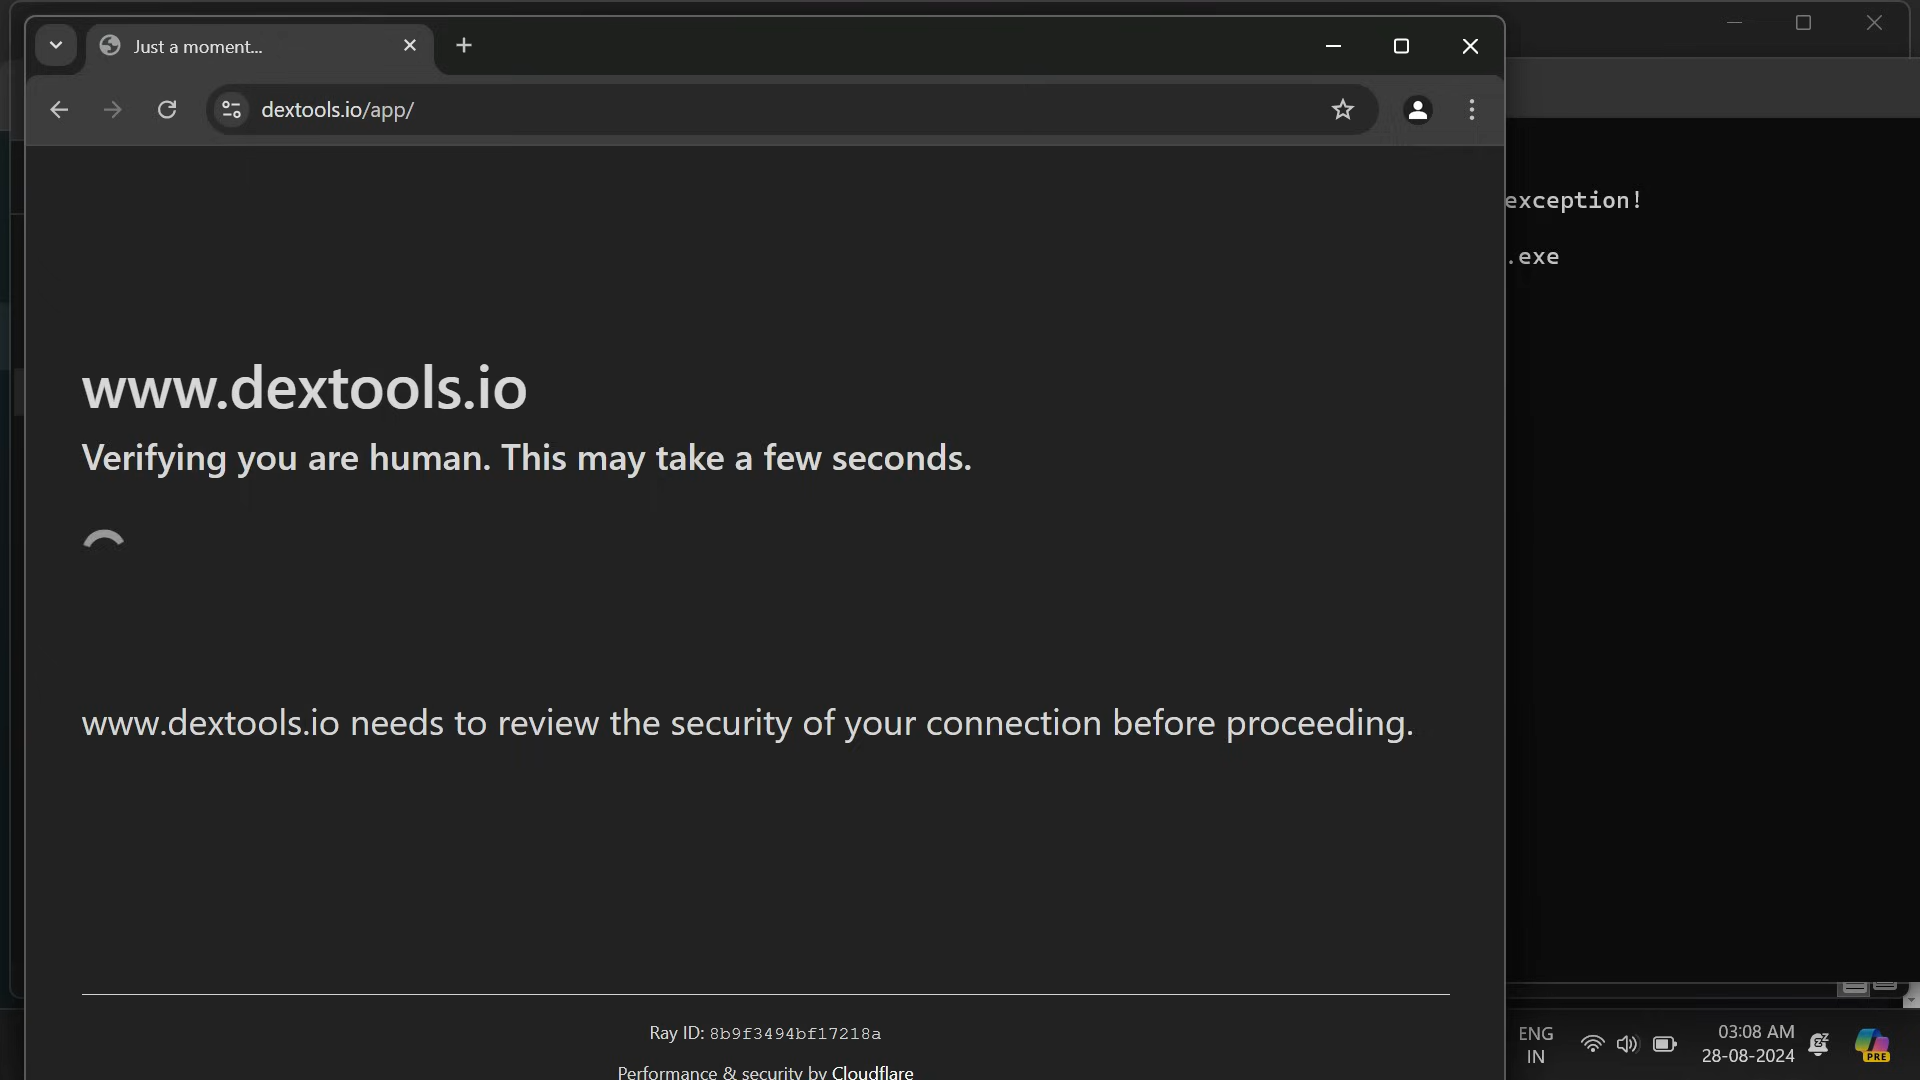 Just a moment...
dextools.io/app/
exception!
.exe
www.dextools.io
Verifying you are human. This may take a few seconds.
www.dextools.io needs to review the security of your connection before proceeding.
Ray ID: 8b9f3494bf17218a
Performance & security by Cloudflare
ENG
IN
03:08 AM
28-08-2024
PRE